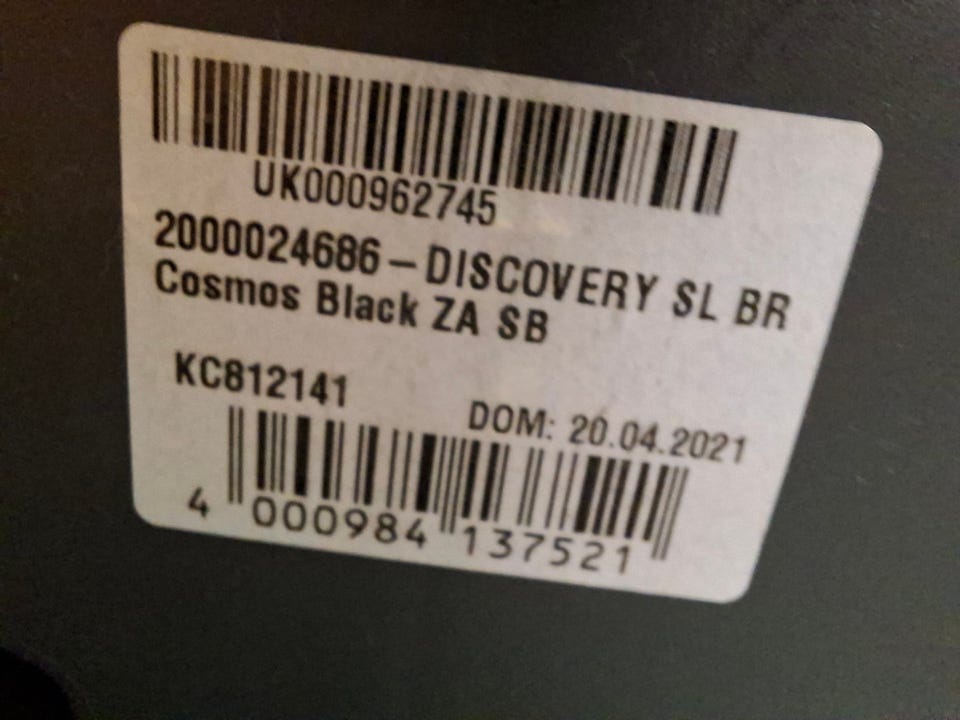 UK000962745
2000024686 – DISCOVERY SL BR
Cosmos Black ZA SB
KC812141
DOM: 20.04.2021
4 000984 137521